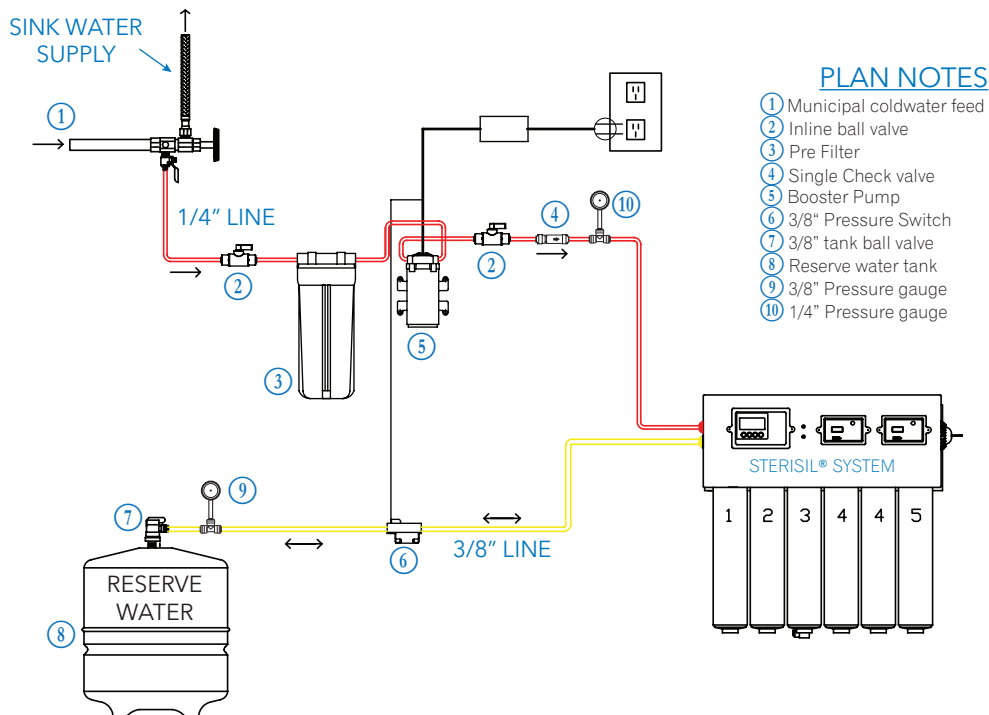 SINK WATER
SUPPLY
1
1/4” LINE
2
3
5
2
4
10
PLAN NOTES
1 Municipal coldwater feed
2 Inline ball valve
3 Pre Filter
4 Single Check valve
5 Booster Pump
6 3/8“ Pressure Switch
7 3/8” tank ball valve
8 Reserve water tank
9 3/8” Pressure gauge
10 1/4” Pressure gauge
STERISIL® SYSTEM
1 2 3 4 4 5
9
7
6
3/8” LINE
RESERVE
WATER
8